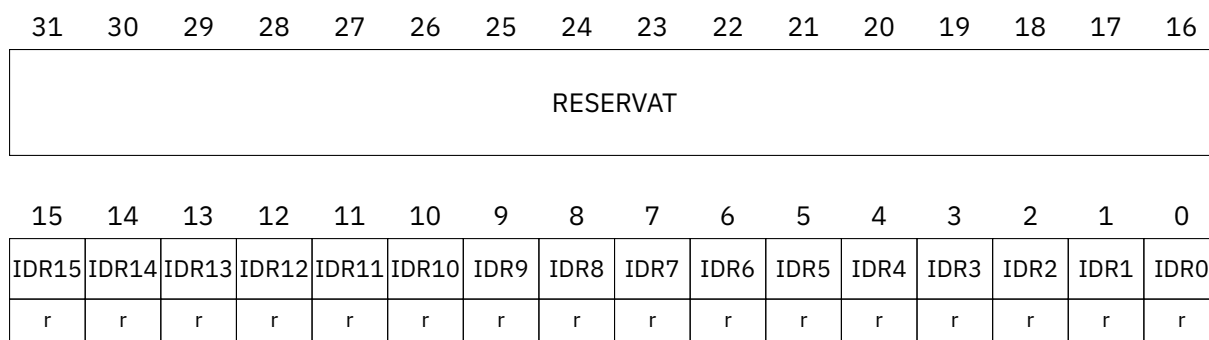 31 30 29 28 27 26 25 24 23 22 21 20 19 18 17 16
RESERVAT
15 14 13 12 11 10 9 8 7 6 5 4 3 2 1 0
IDR15 IDR14 IDR13 IDR12 IDR11 IDR10 IDR9 IDR8 IDR7 IDR6 IDR5 IDR4 IDR3 IDR2 IDR1 IDR0
r r r r r r r r r r r r r r r r